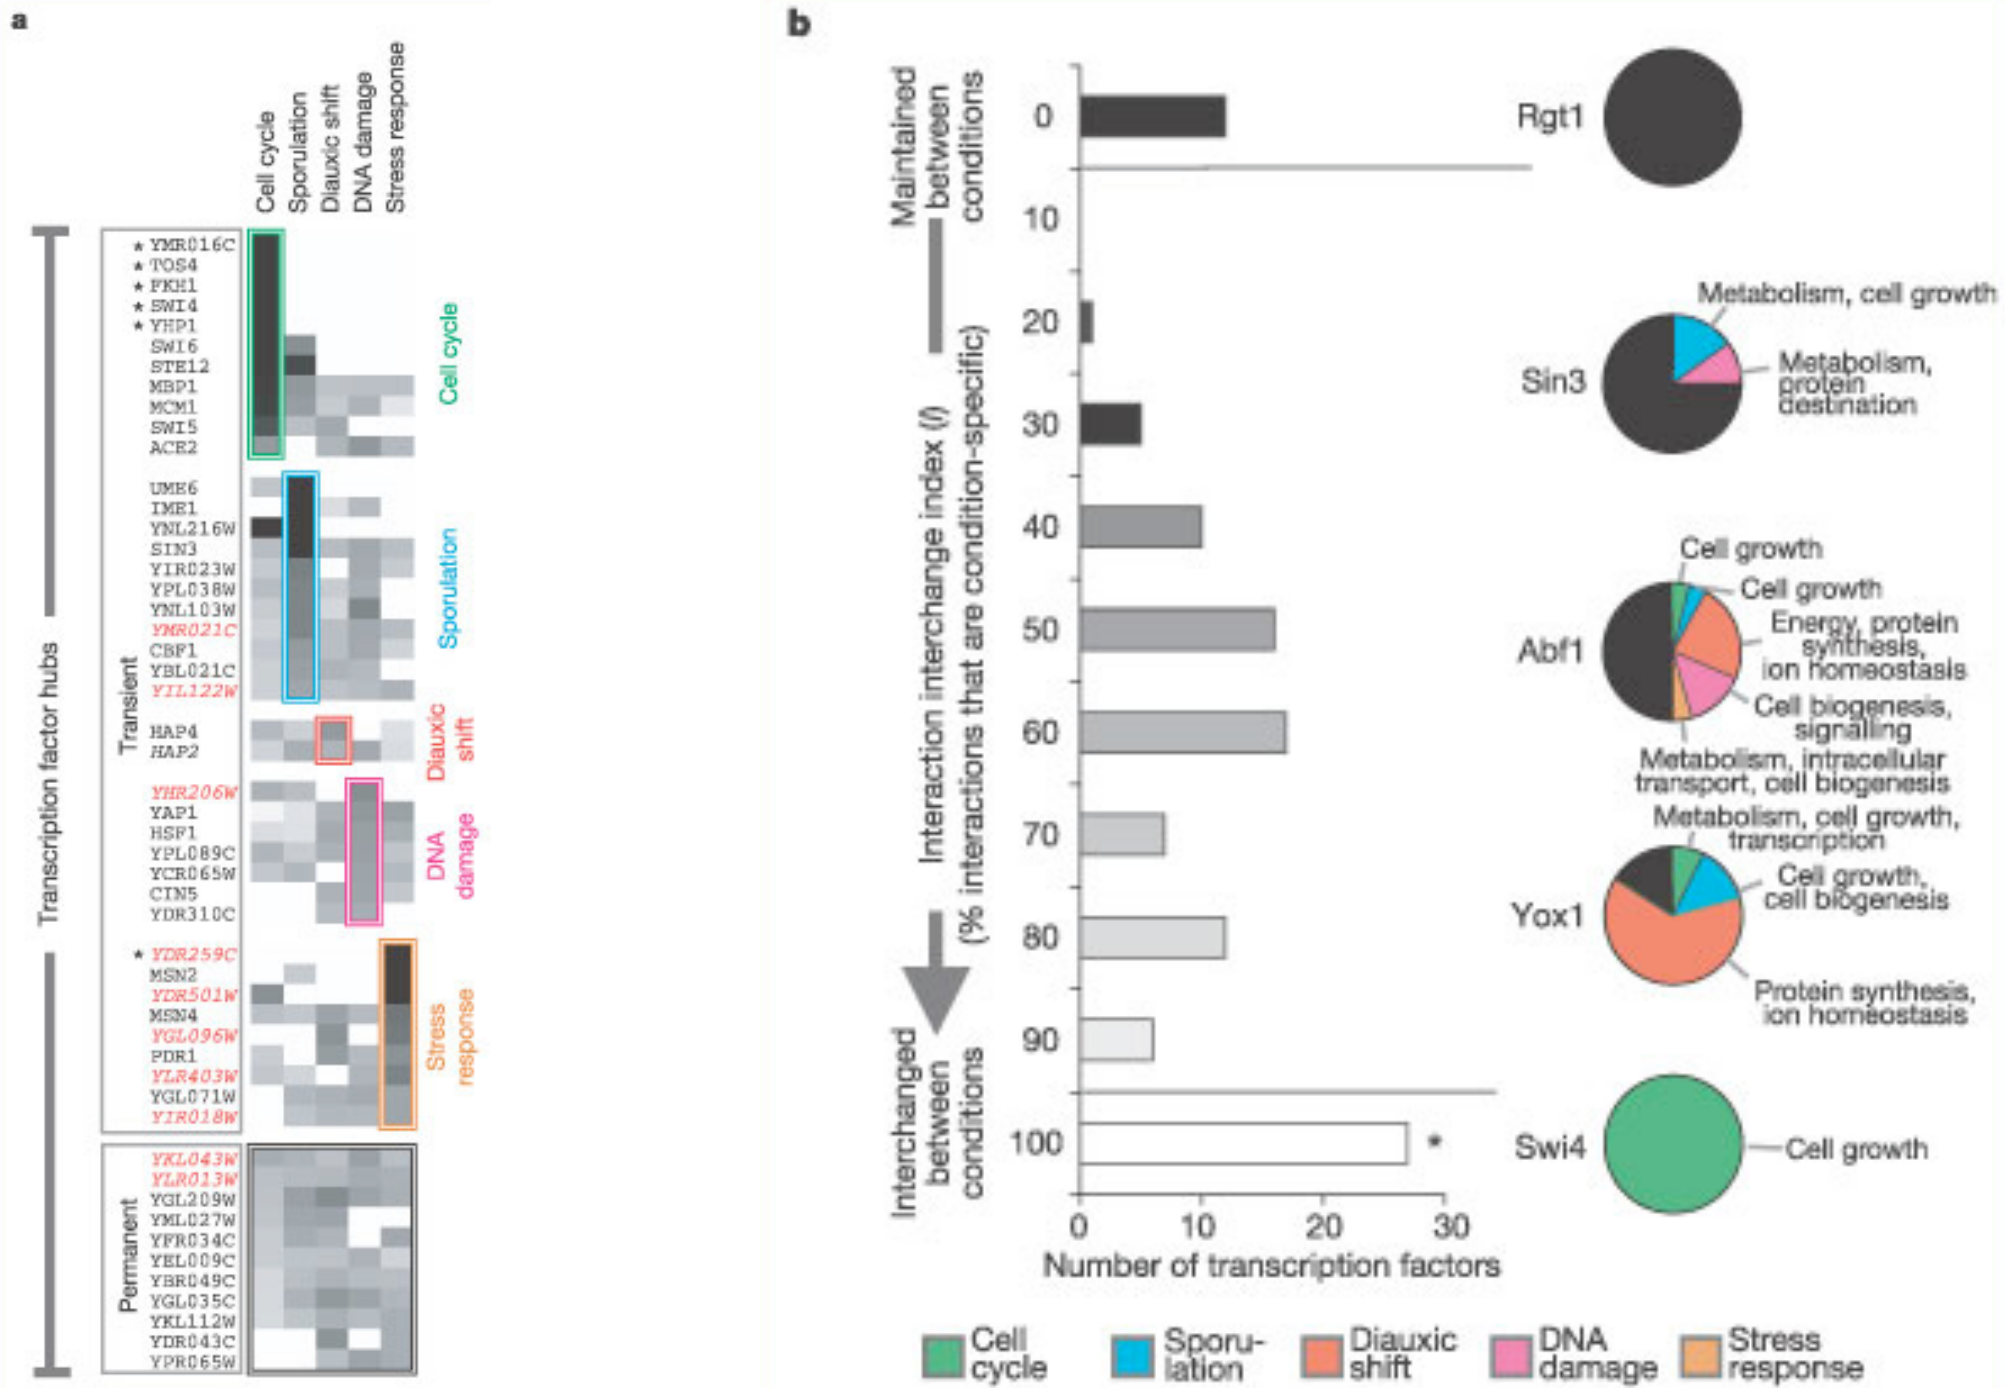 a
Cell cycle
Sporulation
Diauxic shift
DNA damage
Stress response
Transcription factor hubs
Transient
* YMR016C
* TOS4
* FKH1
* SWI4
* YHP1
SWI6
STE12
MBP1
MCM1
SWI5
ACE2
Cell cycle
UME6
IME1
YNL216W
SIN3
YIR023W
YPL038W
YNL103W
YMR021C
CBF1
YBL021C
YIL122W
Sporulation
HAP4
HAP2
Diauxic
shift
YHR206W
YAP1
HSF1
YPL089C
YCR065W
CIN5
YDR310C
DNA
damage
* YDR259C
MSN2
YDR501W
MSN4
YGL096W
PDR1
YLR403W
YGL071W
YIR018W
Stress
response
Permanent
YKL043W
YLR013W
YGL209W
YML027W
YFR034C
YEL009C
YBR049C
YGL035C
YKL112W
YDR043C
YPR065W
b
Maintained
between
conditions
Interaction interchange index (I)
(% interactions that are condition-specific)
Interchanged
between
conditions
0
10
20
30
40
50
60
70
80
90
100
*
0
10
20
30
Number of transcription factors
Rgt1
Sin3
Metabolism, cell growth
Metabolism,
protein
destination
Abf1
Cell growth
Cell growth
Energy, protein
synthesis,
ion homeostasis
Cell biogenesis,
signalling
Metabolism, intracellular
transport, cell biogenesis
Yox1
Metabolism, cell growth,
transcription
Cell growth,
cell biogenesis
Protein synthesis,
ion homeostasis
Swi4
Cell growth
Cell
cycle
Sporu-
lation
Diauxic
shift
DNA
damage
Stress
response